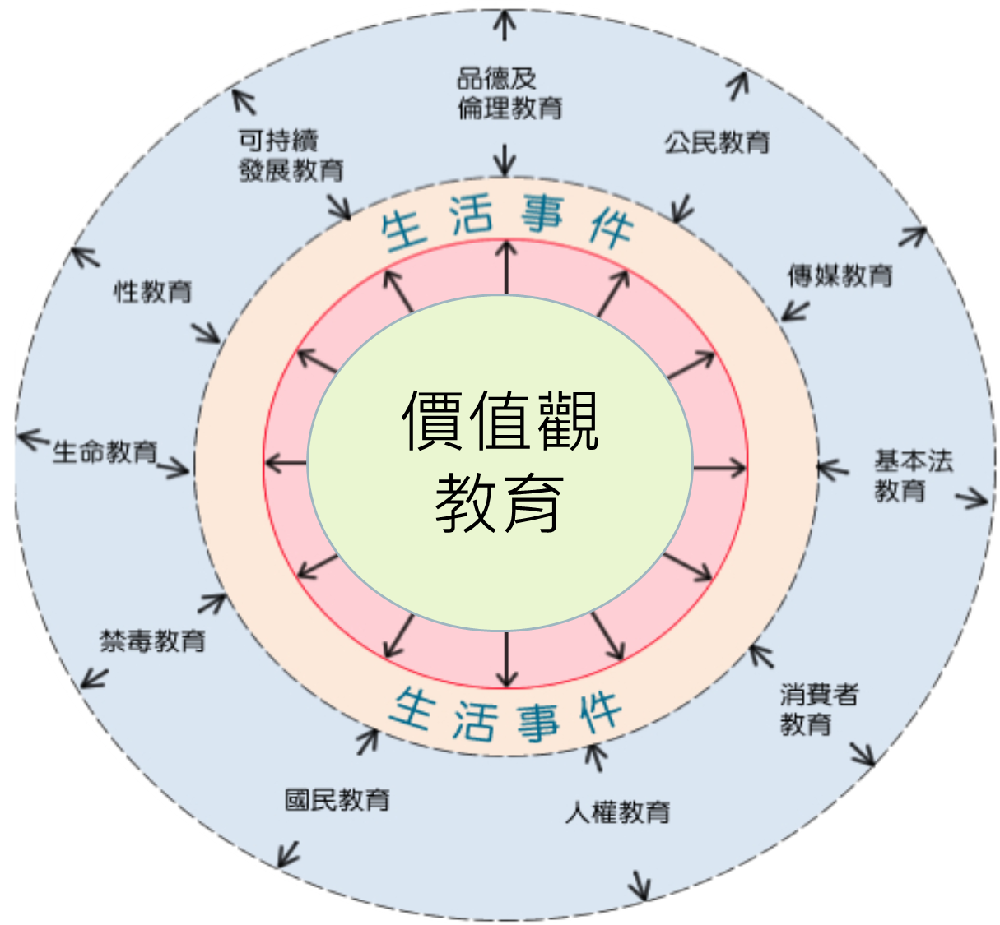 品德及
倫理教育
公民教育
可持續
發展教育
生活事件
傳媒教育
性教育
價值觀
教育
生命教育
基本法
教育
禁毒教育
消費者
教育
生活事件
國民教育
人權教育